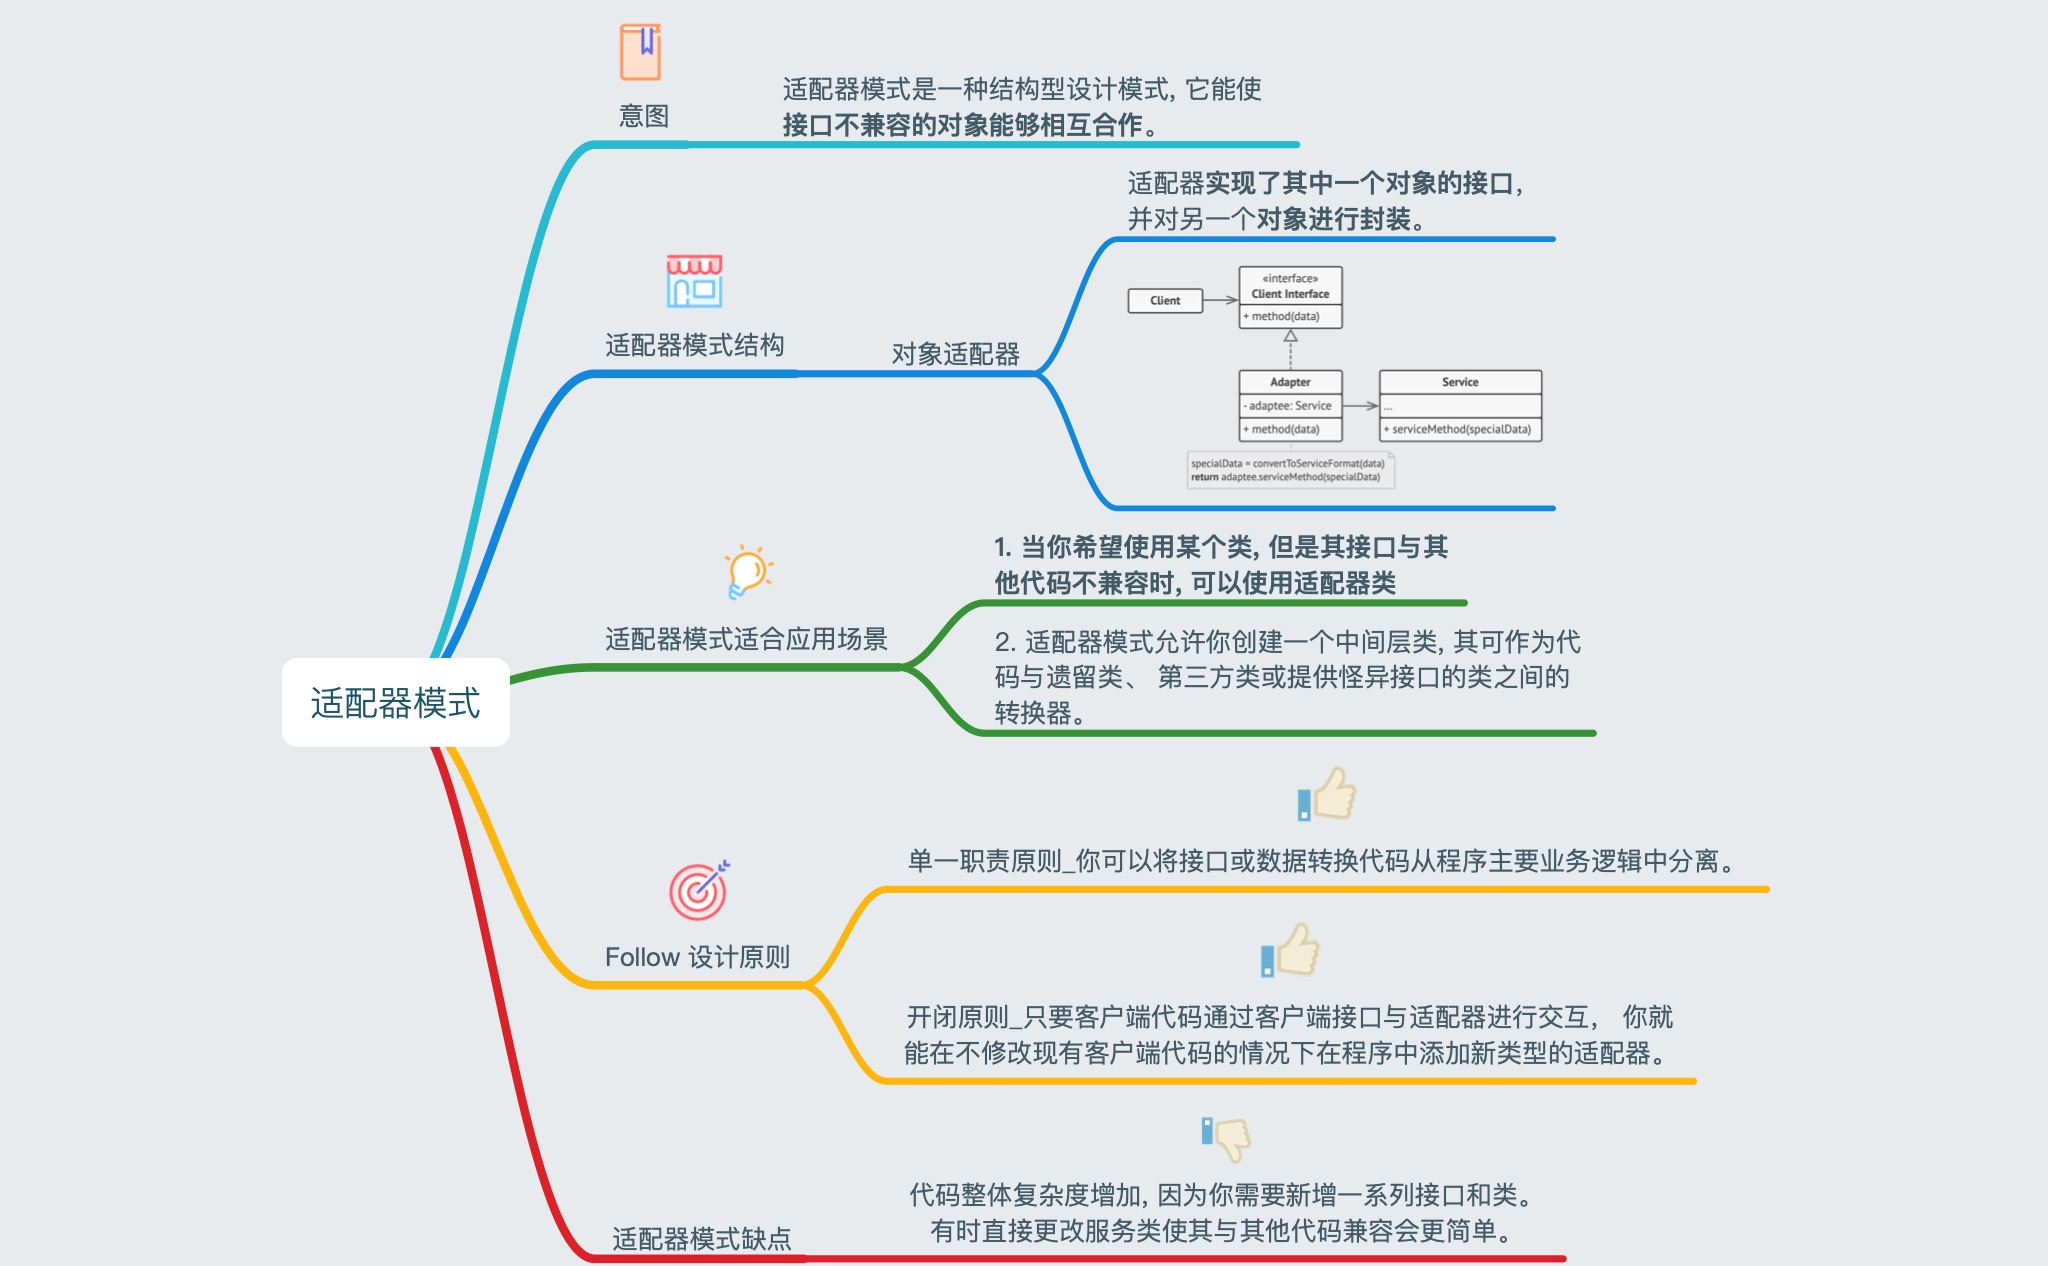 意图
适配器模式是一种结构型设计模式, 它能使
接口不兼容的对象能够相互合作。
适配器实现了其中一个对象的接口，
并对另一个对象进行封装。
适配器模式结构
对象适配器
Client
«interface»
Client Interface
+ method(data)
Adapter
- adaptee: Service
+ method(data)
Service
...
+ serviceMethod(specialData)
specialData = convertToServiceFormat(data)
return adaptee.serviceMethod(specialData)
适配器模式适合应用场景
1. 当你希望使用某个类, 但是其接口与其
他代码不兼容时, 可以使用适配器类
2. 适配器模式允许你创建一个中间层类, 其可作为代
码与遗留类、 第三方类或提供怪异接口的类之间的
转换器。
适配器模式
Follow 设计原则
单一职责原则_你可以将接口或数据转换代码从程序主要业务逻辑中分离。
开闭原则_只要客户端代码通过客户端接口与适配器进行交互， 你就
能在不修改现有客户端代码的情况下在程序中添加新类型的适配器。
适配器模式缺点
代码整体复杂度增加, 因为你需要新增一系列接口和类。
有时直接更改服务类使其与其他代码兼容会更简单。